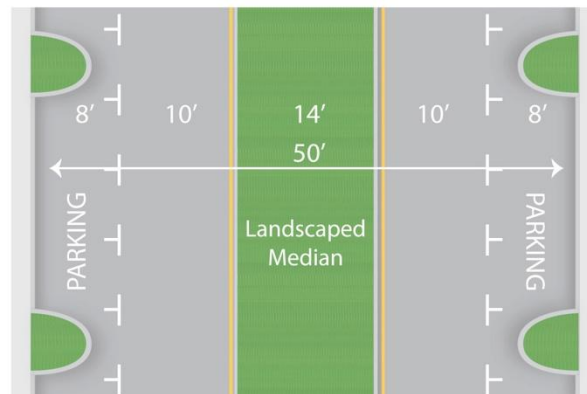 8’ 10’ 14’ 10’ 8’
50’
PARKING
Landscaped
Median
PARKING